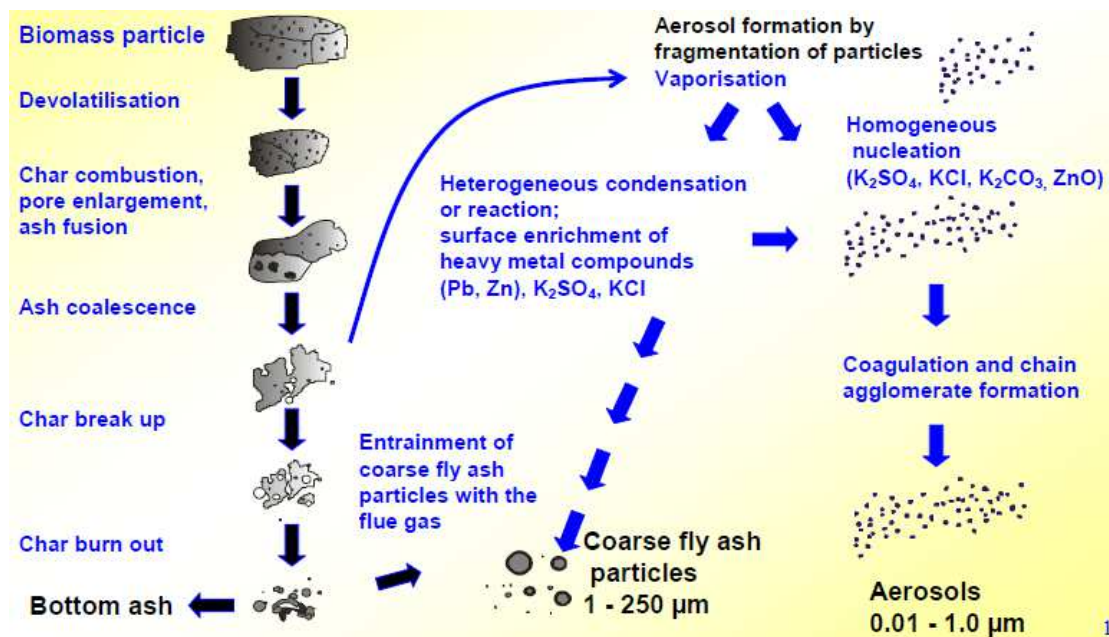 Biomass particle
Devolatilisation
Char combustion,
pore enlargement,
ash fusion
Ash coalescence
Char break up
Char burn out
Bottom ash
Entrainment of
coarse fly ash
particles with the
flue gas
Coarse fly ash
particles
1 - 250 µm
Heterogeneous condensation
or reaction;
surface enrichment of
heavy metal compounds
(Pb, Zn), K₂SO₄, KCl
Aerosol formation by
fragmentation of particles
Vaporisation
Homogeneous
nucleation
(K₂SO₄, KCl, K₂CO₃, ZnO)
Coagulation and chain
agglomerate formation
Aerosols
0.01 - 1.0 µm
1